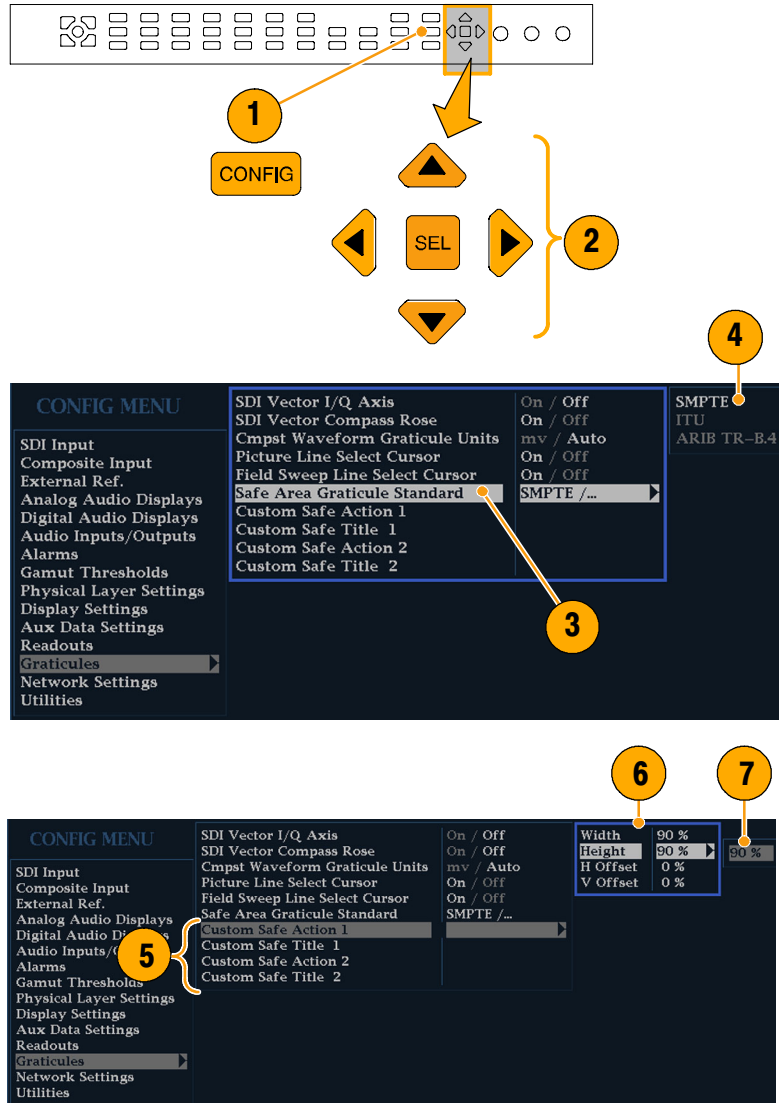 1
CONFIG
SEL
2
4
CONFIG MENU
SDI Input
Composite Input
External Ref.
Analog Audio Displays
Digital Audio Displays
Audio Inputs/Outputs
Alarms
Gamut Thresholds
Physical Layer Settings
Display Settings
Aux Data Settings
Readouts
Graticules
Network Settings
Utilities
SDI Vector I/Q Axis On / Off
SDI Vector Compass Rose On / Off
Cmpst Waveform Graticule Units mv / Auto
Picture Line Select Cursor On / Off
Field Sweep Line Select Cursor On / Off
Safe Area Graticule Standard SMPTE /...
Custom Safe Action 1
Custom Safe Title 1
Custom Safe Action 2
Custom Safe Title 2
SMPTE
ITU
ARIB TR-B.4
3
6
7
CONFIG MENU
SDI Input
Composite Input
External Ref.
Analog Audio Displays
Digital Audio
Audio Inputs/
Alarms
Gamut Thresholds
Physical Layer Settings
Display Settings
Aux Data Settings
Readouts
Graticules
Network Settings
Utilities
5
SDI Vector I/Q Axis On / Off
SDI Vector Compass Rose On / Off
Cmpst Waveform Graticule Units mv / Auto
Picture Line Select Cursor On / Off
Field Sweep Line Select Cursor On / Off
Safe Area Graticule Standard SMPTE /...
Custom Safe Action 1
Custom Safe Title 1
Custom Safe Action 2
Custom Safe Title 2
Width 90 %
Height 90 %
H Offset 0 %
V Offset 0 %
90 %